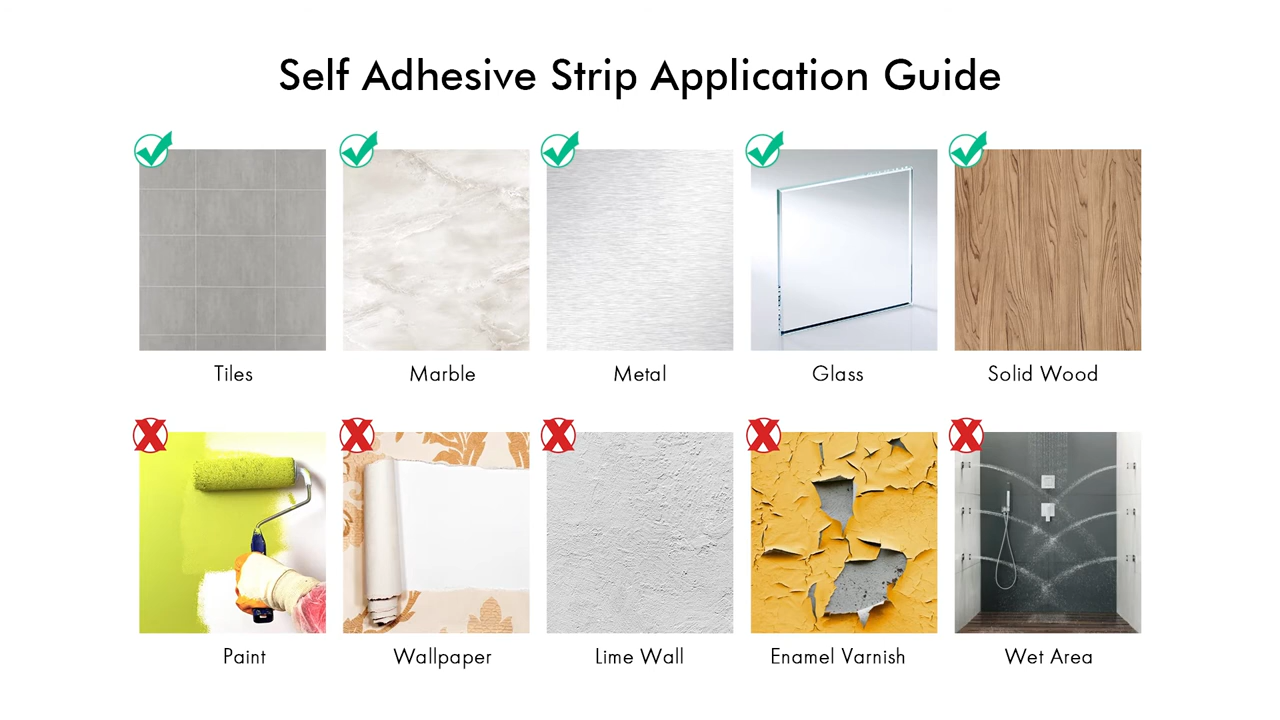 Self Adhesive Strip Application Guide
Tiles
Marble
Metal
Glass
Solid Wood
Paint
Wallpaper
Lime Wall
Enamel Varnish
Wet Area